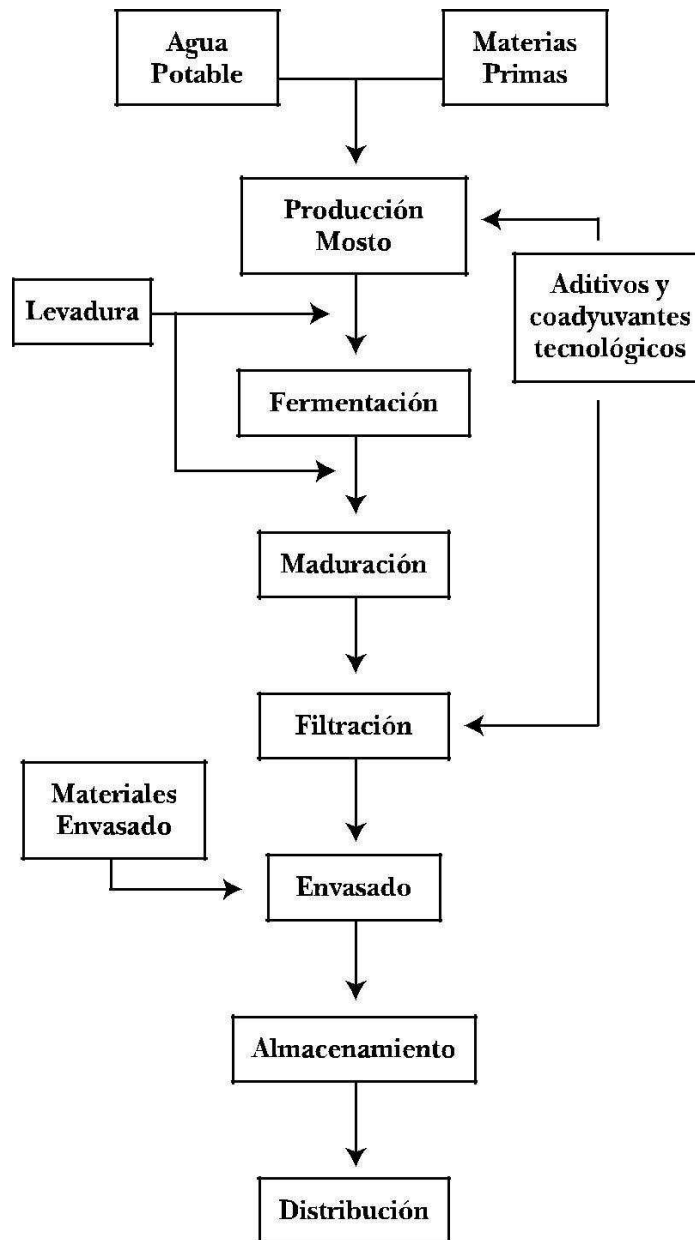 Agua
Potable
Materias
Primas
Producción
Mosto
Levadura
Aditivos y
coadyuvantes
tecnológicos
Fermentación
Maduración
Filtración
Materiales
Envasado
Envasado
Almacenamiento
Distribución